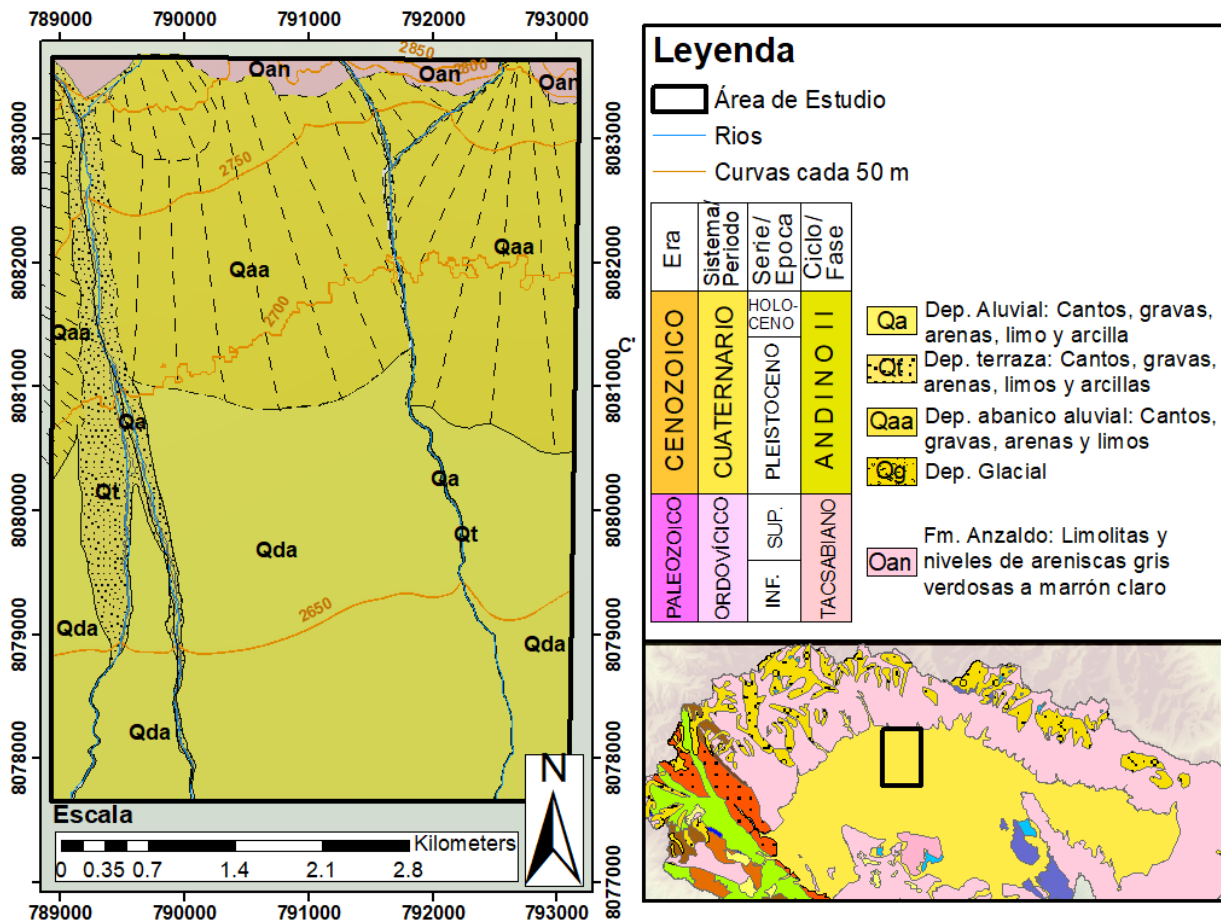 789000 790000 791000 792000 793000
2850
2800
Oan
Oan
Oan
8083000
8083000
2750
8082000
8082000
Qaa
Qaa
2700
Qaa
8081000
8081000
C'
Qa
Qa
Qt
8080000
8080000
Qt
Qda
2650
8079000
8079000
Qda
Qda
Qda
8078000
8078000
N
Escala
Kilometers
0 0.35 0.7 1.4 2.1 2.8
8077000
8077000
789000 790000 791000 792000 793000
Leyenda
Área de Estudio
Rios
Curvas cada 50 m
Era
Sistema/
Periodo
Serie/
Epoca
Ciclo/
Fase
CENOZOICO
CUATERNARIO
HOLO-
CENO
PLEISTOCENO
ANDINO II
PALEOZOICO
ORDOVÍCICO
SUP.
INF.
TACSABIANO
Qa Dep. Aluvial: Cantos, gravas,
arenas, limo y arcilla
Qt Dep. terraza: Cantos, gravas,
arenas, limos y arcillas
Qaa Dep. abanico aluvial: Cantos,
gravas, arenas y limos
Qg Dep. Glacial
Oan Fm. Anzaldo: Limolitas y
niveles de areniscas gris
verdosas a marrón claro